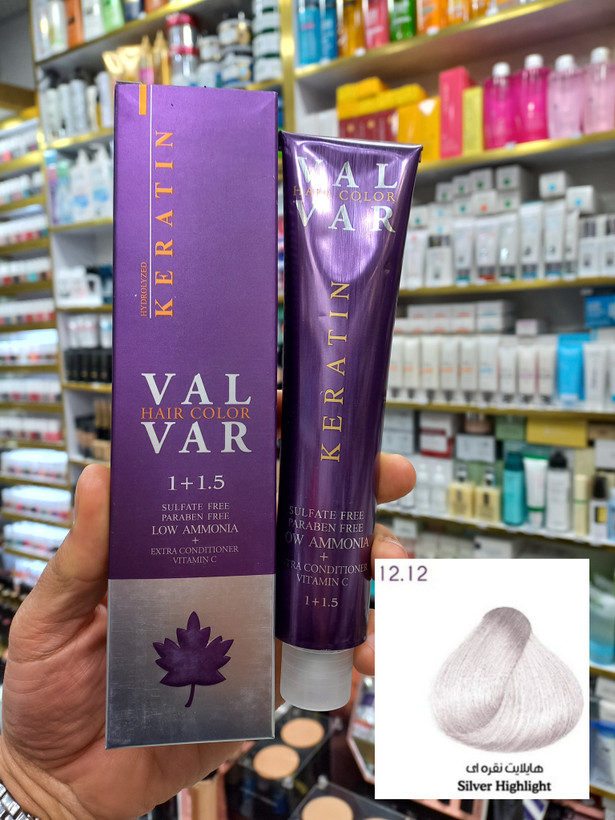 HYDROLYZED
KERATIN
VAL
HAIR COLOR
VAR
1+1.5
SULFATE FREE
PARABEN FREE
LOW AMMONIA
+
EXTRA CONDITIONER
VITAMIN C
VAL
HAIR COLOR
VAR
KERATIN
SULFATE FREE
PARABEN FREE
LOW AMMONIA
+
EXTRA CONDITIONER
VITAMIN C
1+1.5
12.12
هایلایت نقره ای
Silver Highlight